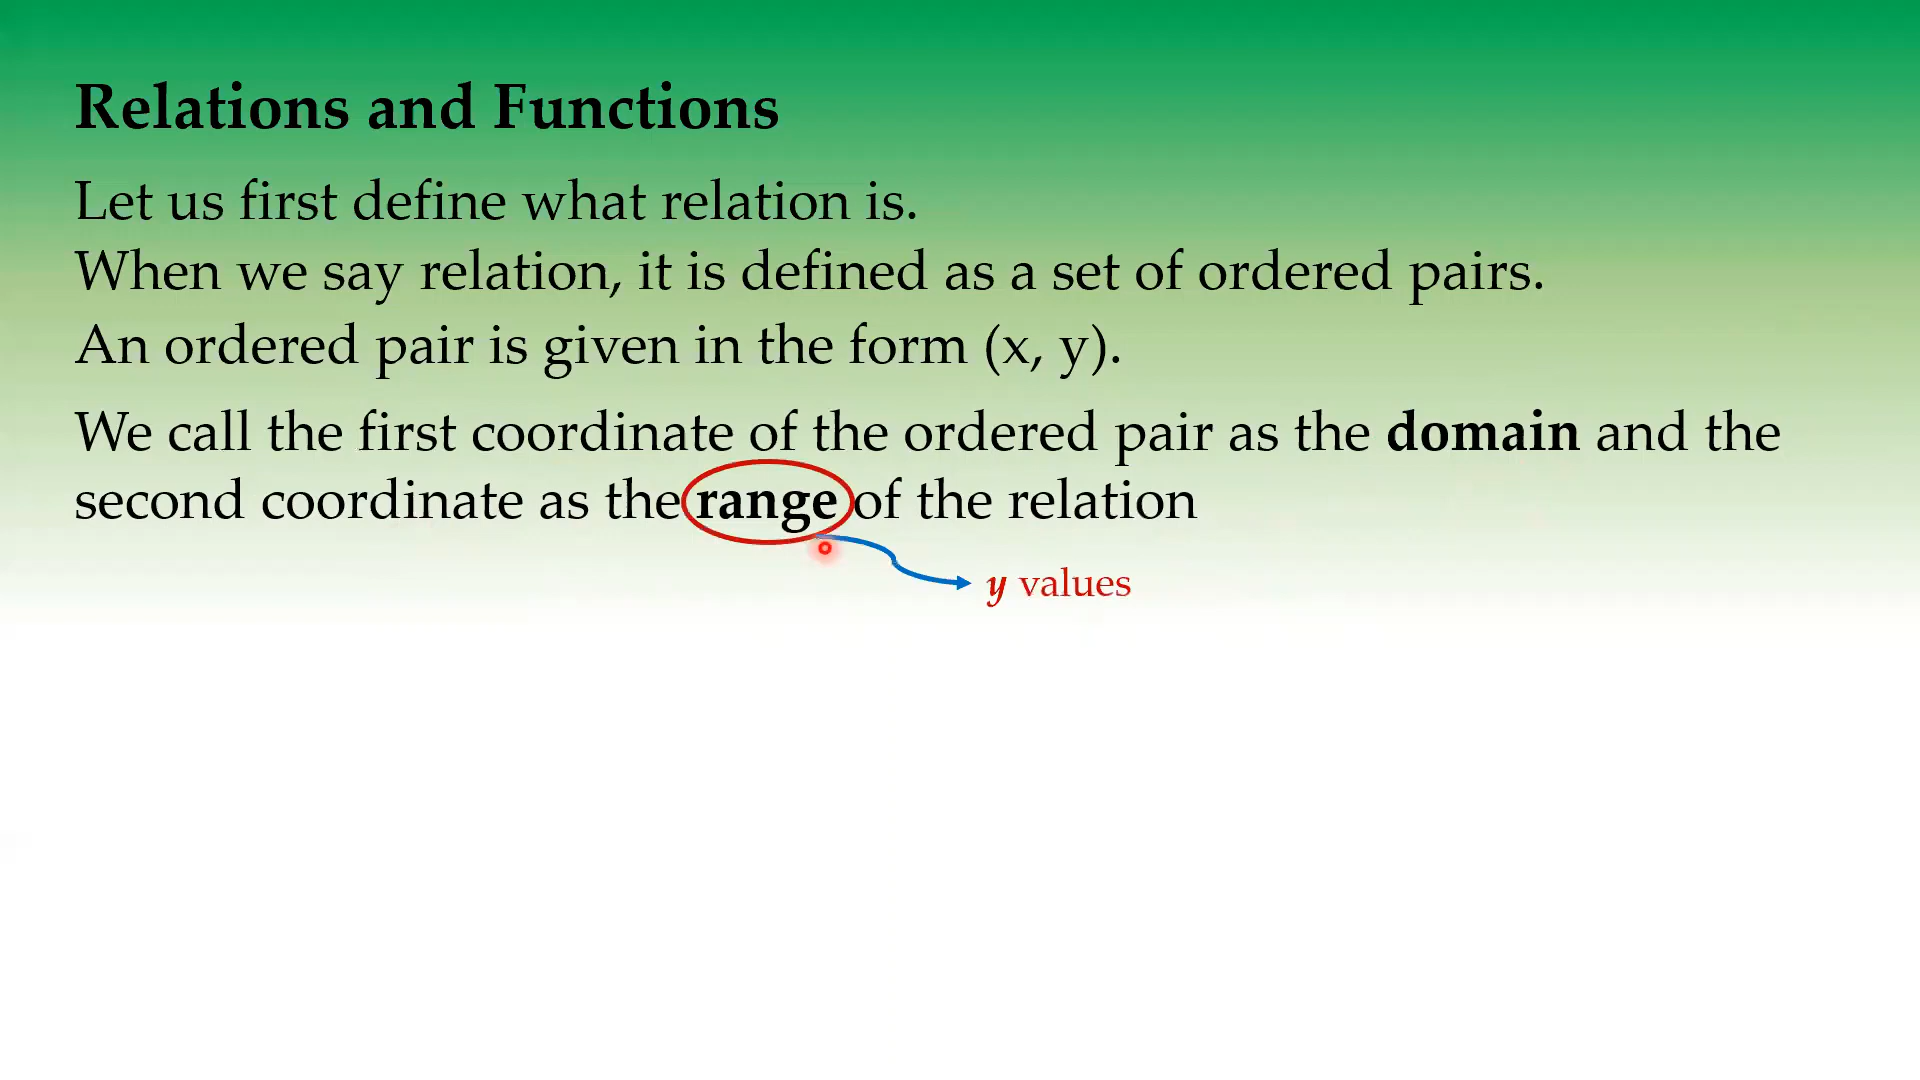 Relations and Functions
Let us first define what relation is.
When we say relation, it is defined as a set of ordered pairs.
An ordered pair is given in the form (x, y).
We call the first coordinate of the ordered pair as the domain and the
second coordinate as the range of the relation
y values